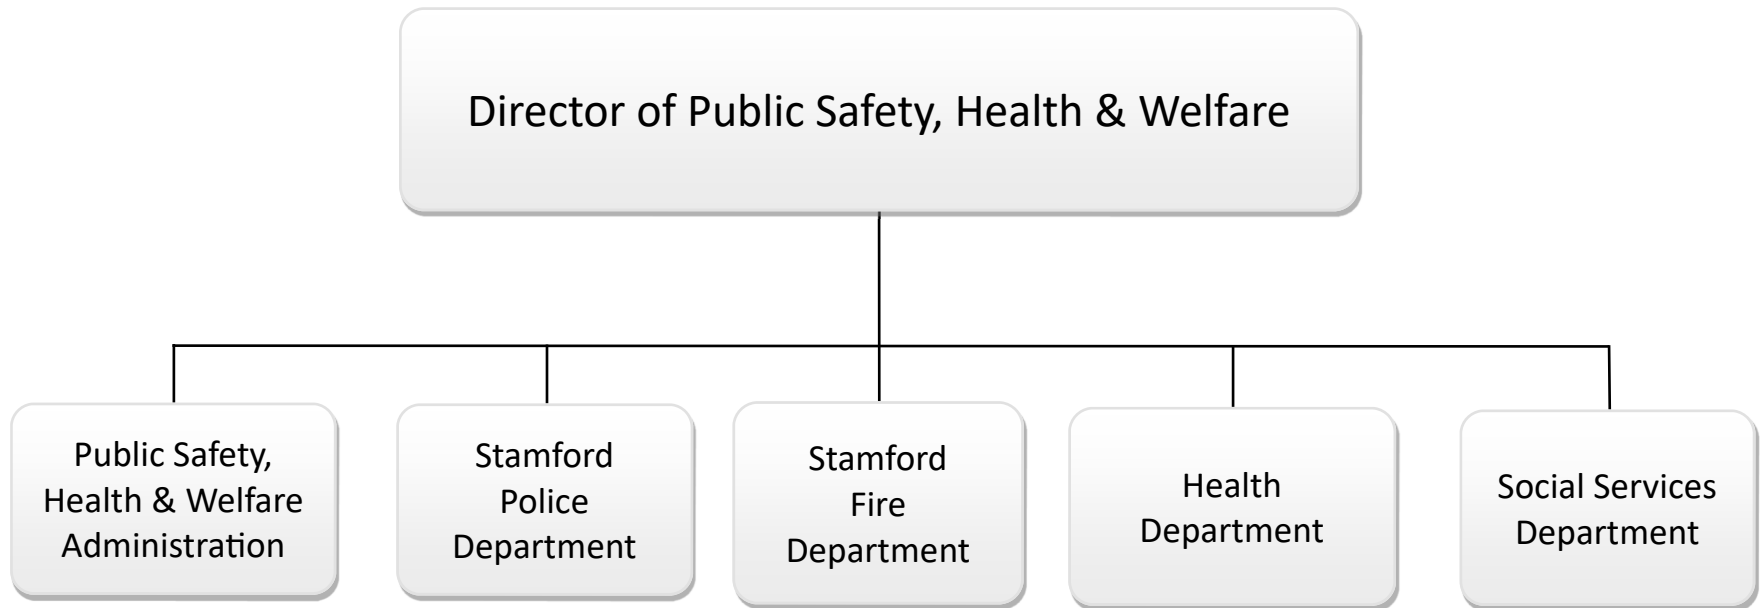 Director of Public Safety, Health & Welfare
Public Safety,
Health & Welfare
Administration
Stamford
Police
Department
Stamford
Fire
Department
Health
Department
Social Services
Department